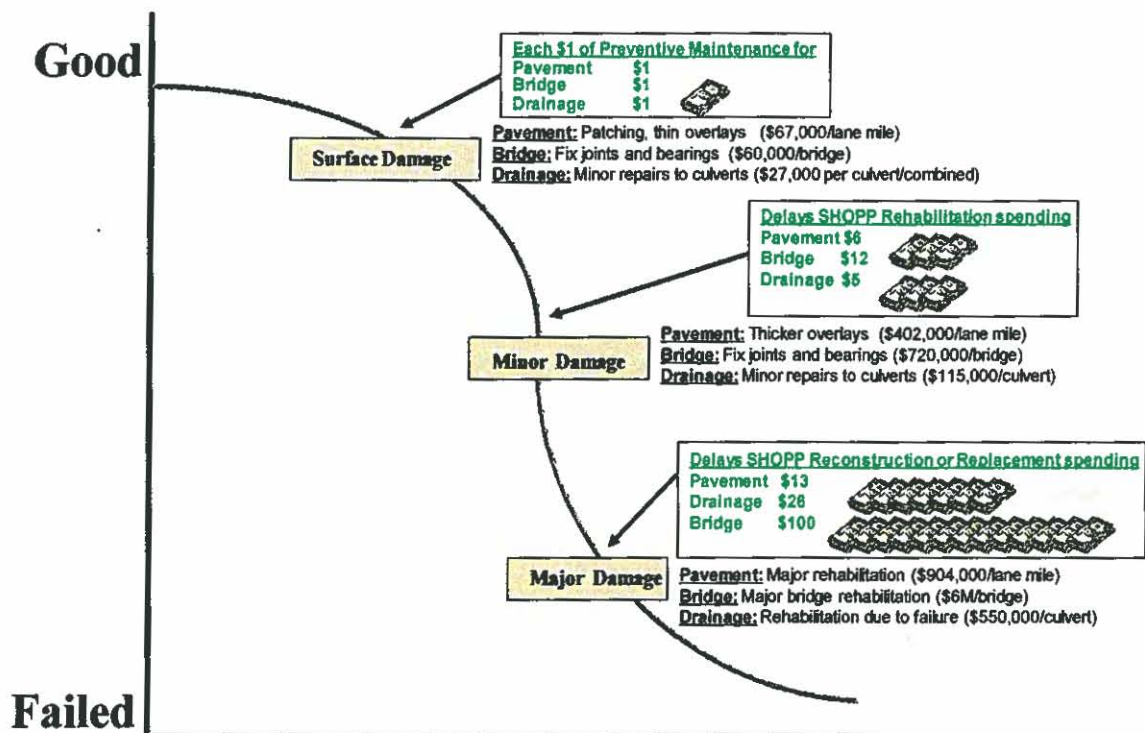 Good
Each $1 of Preventive Maintenance for
Pavement $1
Bridge $1
Drainage $1
Surface Damage
Pavement: Patching, thin overlays ($67,000/lane mile)
Bridge: Fix joints and bearings ($60,000/bridge)
Drainage: Minor repairs to culverts ($27,000 per culvert/combined)
Delays SHOPP Rehabilitation spending
Pavement $6
Bridge $12
Drainage $5
Minor Damage
Pavement: Thicker overlays ($402,000/lane mile)
Bridge: Fix joints and bearings ($720,000/bridge)
Drainage: Minor repairs to culverts ($115,000/culvert)
Delays SHOPP Reconstruction or Replacement spending
Pavement $13
Drainage $26
Bridge $100
Major Damage
Pavement: Major rehabilitation ($904,000/lane mile)
Bridge: Major bridge rehabilitation ($6M/bridge)
Drainage: Rehabilitation due to failure ($550,000/culvert)
Failed